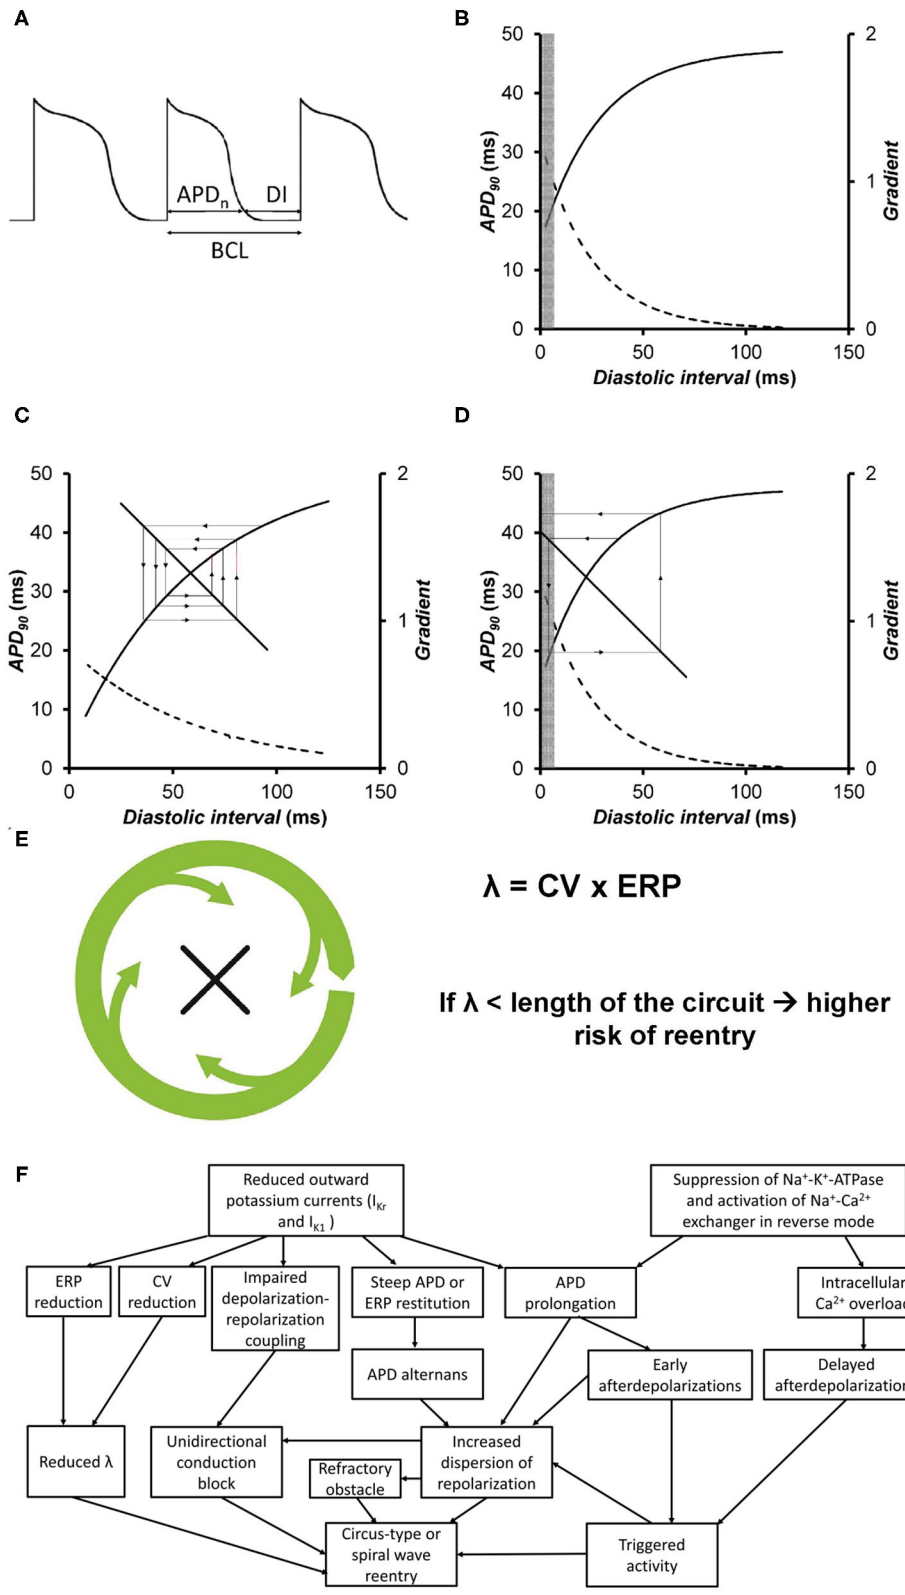 A
APDₙ
DI
BCL
B
50
40
30
20
10
0
APD₉₀ (ms)
2
1
0
Gradient
0
50
100
150
Diastolic interval (ms)
C
50
40
30
20
10
0
APD₉₀ (ms)
2
1
0
Gradient
0
50
100
150
Diastolic interval (ms)
D
50
40
30
20
10
0
APD₉₀ (ms)
2
1
0
Gradient
0
50
100
150
Diastolic interval (ms)
E
λ = CV x ERP
If λ < length of the circuit → higher
risk of reentry
F
Reduced outward
potassium currents (I_Kr
and I_K1 )
Suppression of Na⁺-K⁺-ATPase
and activation of Na⁺-Ca²⁺
exchanger in reverse mode
ERP
reduction
CV
reduction
Impaired
depolarization-
repolarization
coupling
Steep APD or
ERP restitution
APD
prolongation
Intracellular
Ca²⁺ overload
APD alternans
Early
afterdepolarizations
Delayed
afterdepolarization
Reduced λ
Unidirectional
conduction
block
Refractory
obstacle
Increased
dispersion of
repolarization
Circus-type or
spiral wave
reentry
Triggered
activity